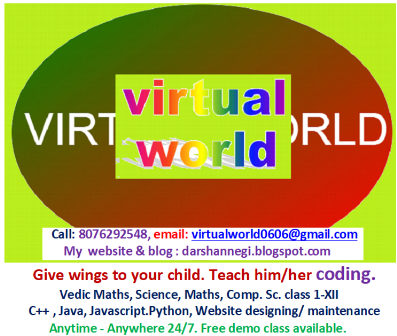 VIRT ORLD
virtual
world
Call: 8076292548, email: virtualworld0606@gmail.com
My website & blog : darshannegi.blogspot.com
Give wings to your child. Teach him/her coding.
Vedic Maths, Science, Maths, Comp. Sc. class 1-XII
C++ , Java, Javascript.Python, Website designing/ maintenance
Anytime - Anywhere 24/7. Free demo class available.